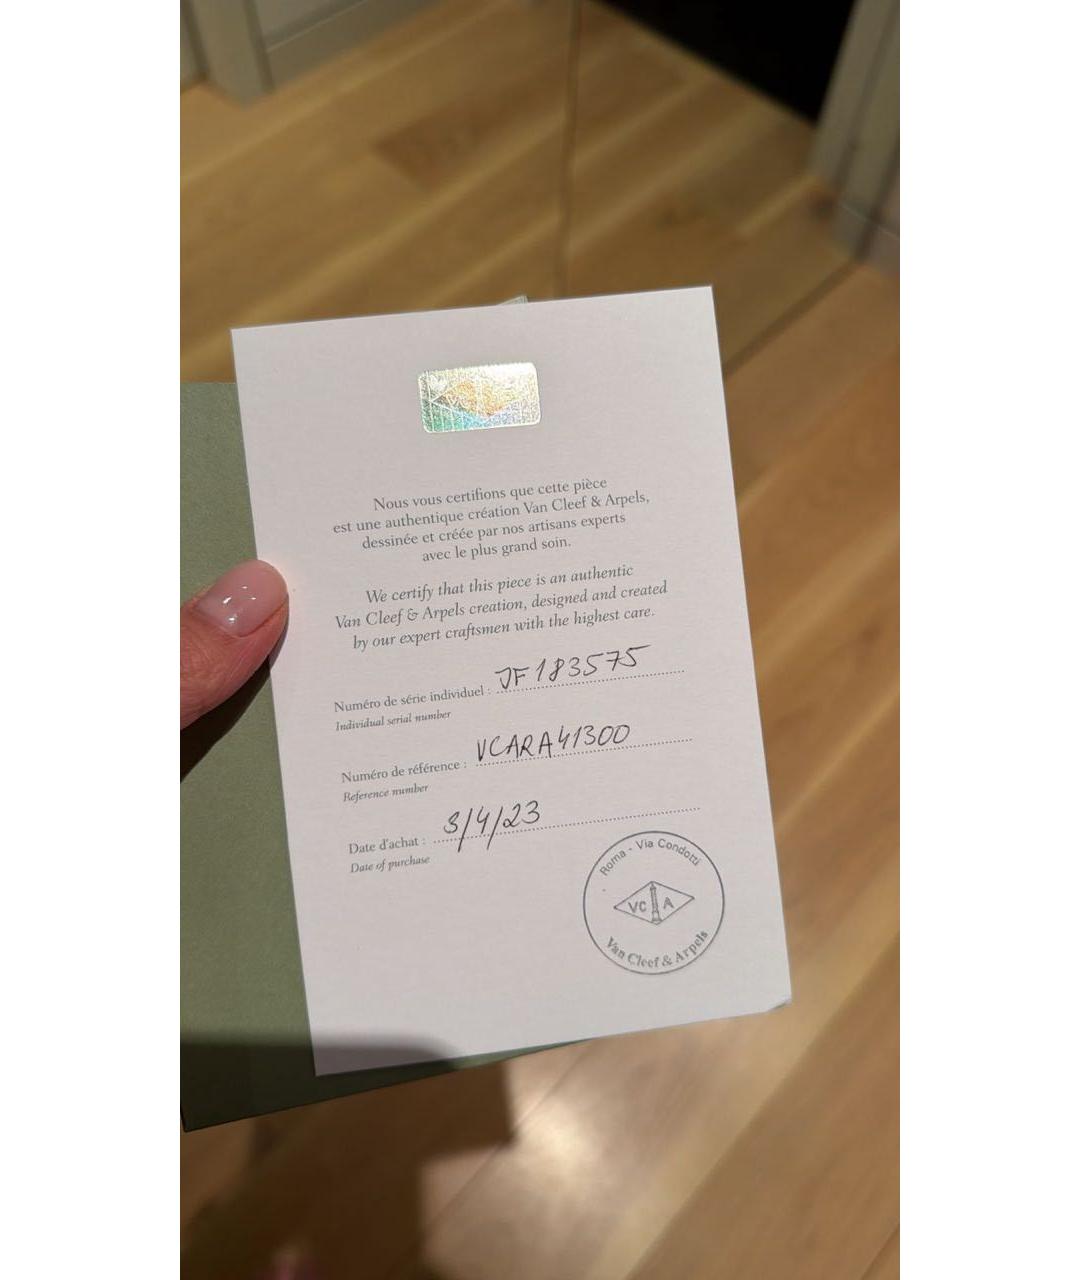 Nous vous certifions que cette pièce
est une authentique création Van Cleef & Arpels,
dessinée et créée par nos artisans experts
avec le plus grand soin.
We certify that this piece is an authentic
Van Cleef & Arpels creation, designed and created
by our expert craftsmen with the highest care.
Numéro de série individuel : JF183575
Individual serial number
Numéro de référence : VCARA41300
Reference number
Date d'achat : 3/4/23
Date of purchase
Roma - Via Condotti
VC A
Van Cleef & Arpels